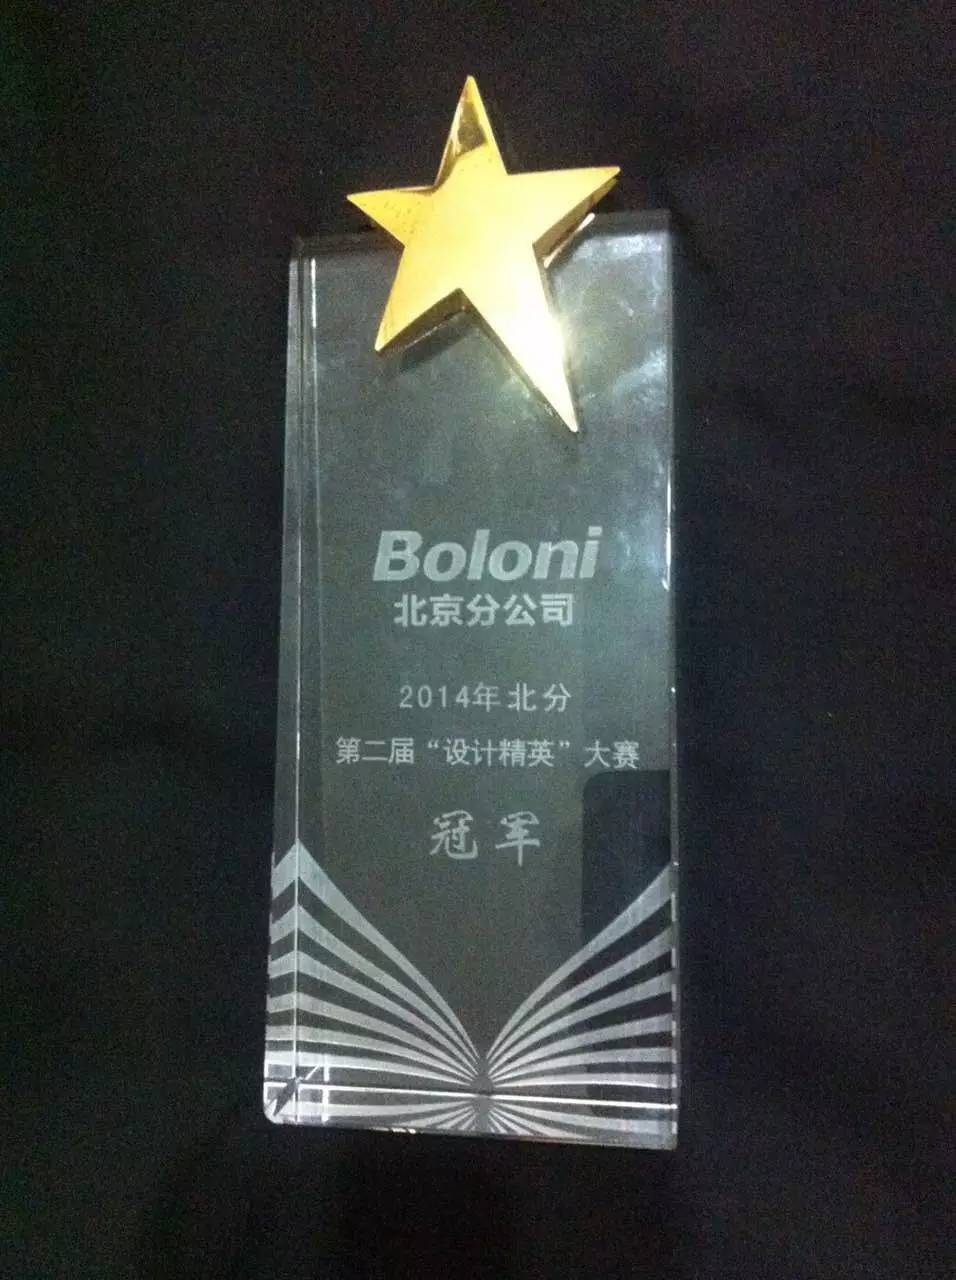 Boloni
北京分公司
2014年北分
第二届“设计精英”大赛
冠军